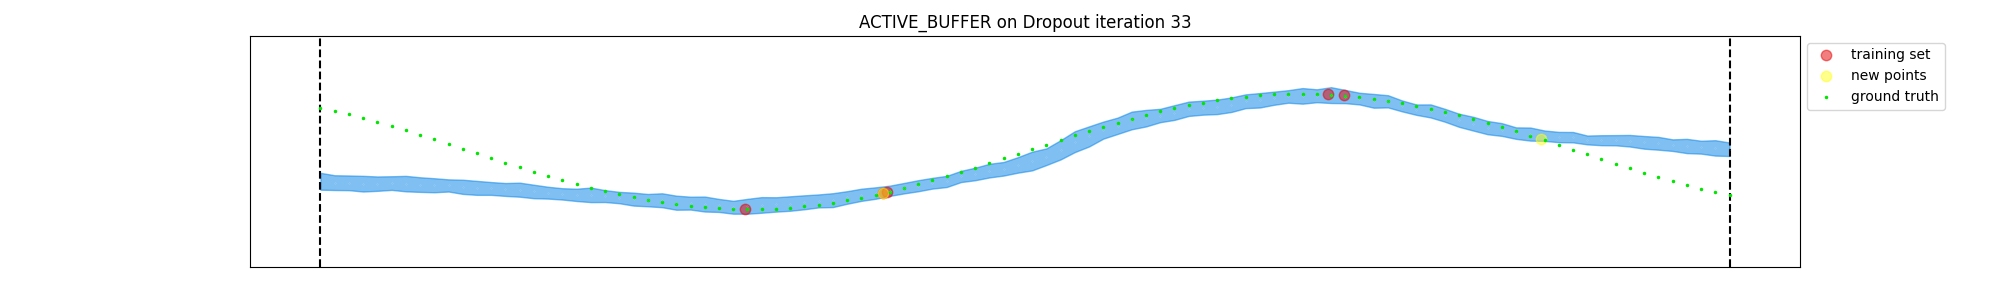 ACTIVE_BUFFER on Dropout iteration 33
training set
new points
ground truth